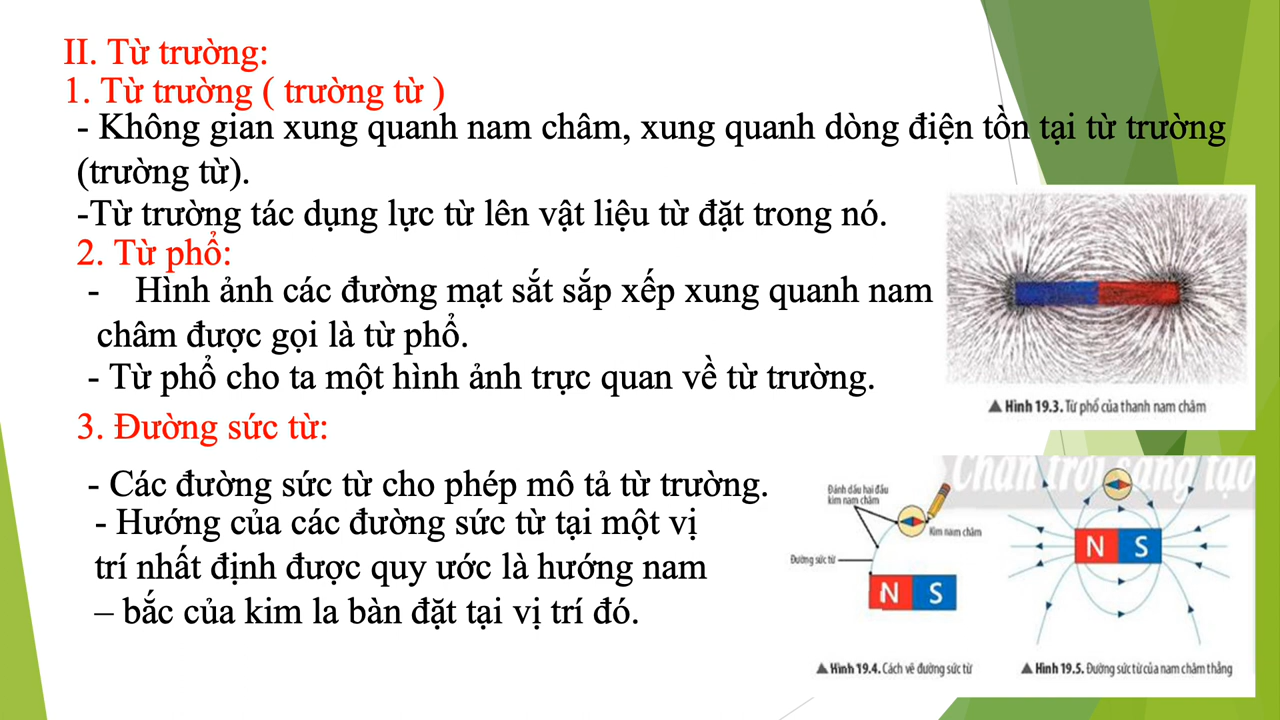 II. Từ trường:
1. Từ trường ( trường từ )
- Không gian xung quanh nam châm, xung quanh dòng điện tồn tại từ trường
(trường từ).
-Từ trường tác dụng lực từ lên vật liệu từ đặt trong nó.
2. Từ phổ:
- Hình ảnh các đường mạt sắt sắp xếp xung quanh nam
châm được gọi là từ phổ.
- Từ phổ cho ta một hình ảnh trực quan về từ trường.
▲ Hình 19.3. Từ phổ của thanh nam châm
3. Đường sức từ:
- Các đường sức từ cho phép mô tả từ trường.
- Hướng của các đường sức từ tại một vị
trí nhất định được quy ước là hướng nam
– bắc của kim la bàn đặt tại vị trí đó.
Chân trời sáng tạo
Đánh dấu hai đầu
kim nam châm
Kim nam châm
Đường sức từ
N S
N S
▲ Hình 19.4. Cách vẽ đường sức từ
▲ Hình 19.5. Đường sức từ của nam châm thẳng